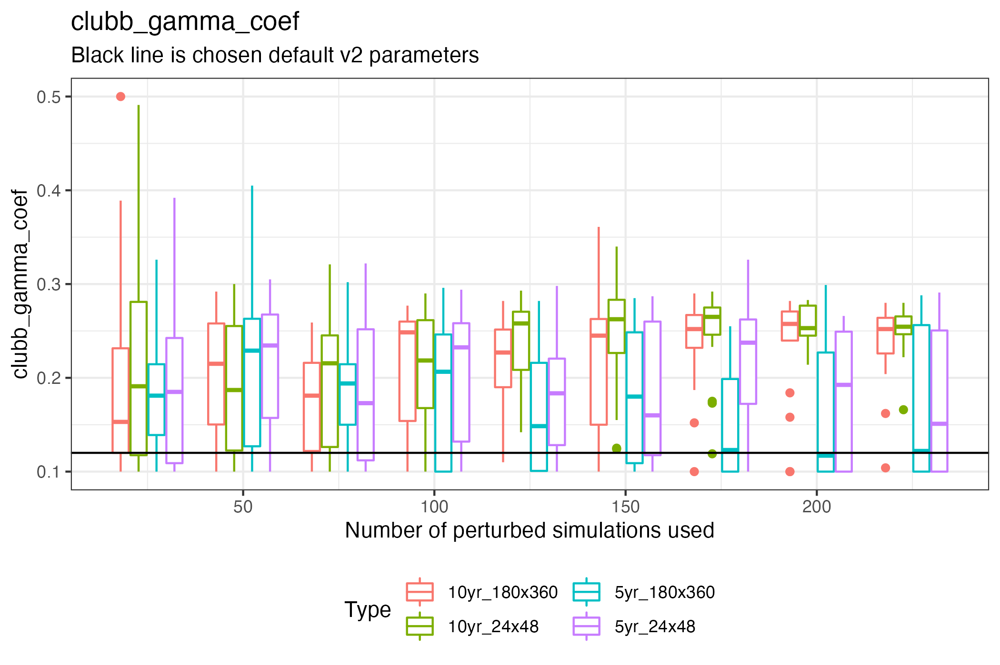 clubb_gamma_coef
Black line is chosen default v2 parameters
clubb_gamma_coef
0.5
0.4
0.3
0.2
0.1
50 100 150 200
Number of perturbed simulations used
Type
10yr_180x360 5yr_180x360
10yr_24x48 5yr_24x48